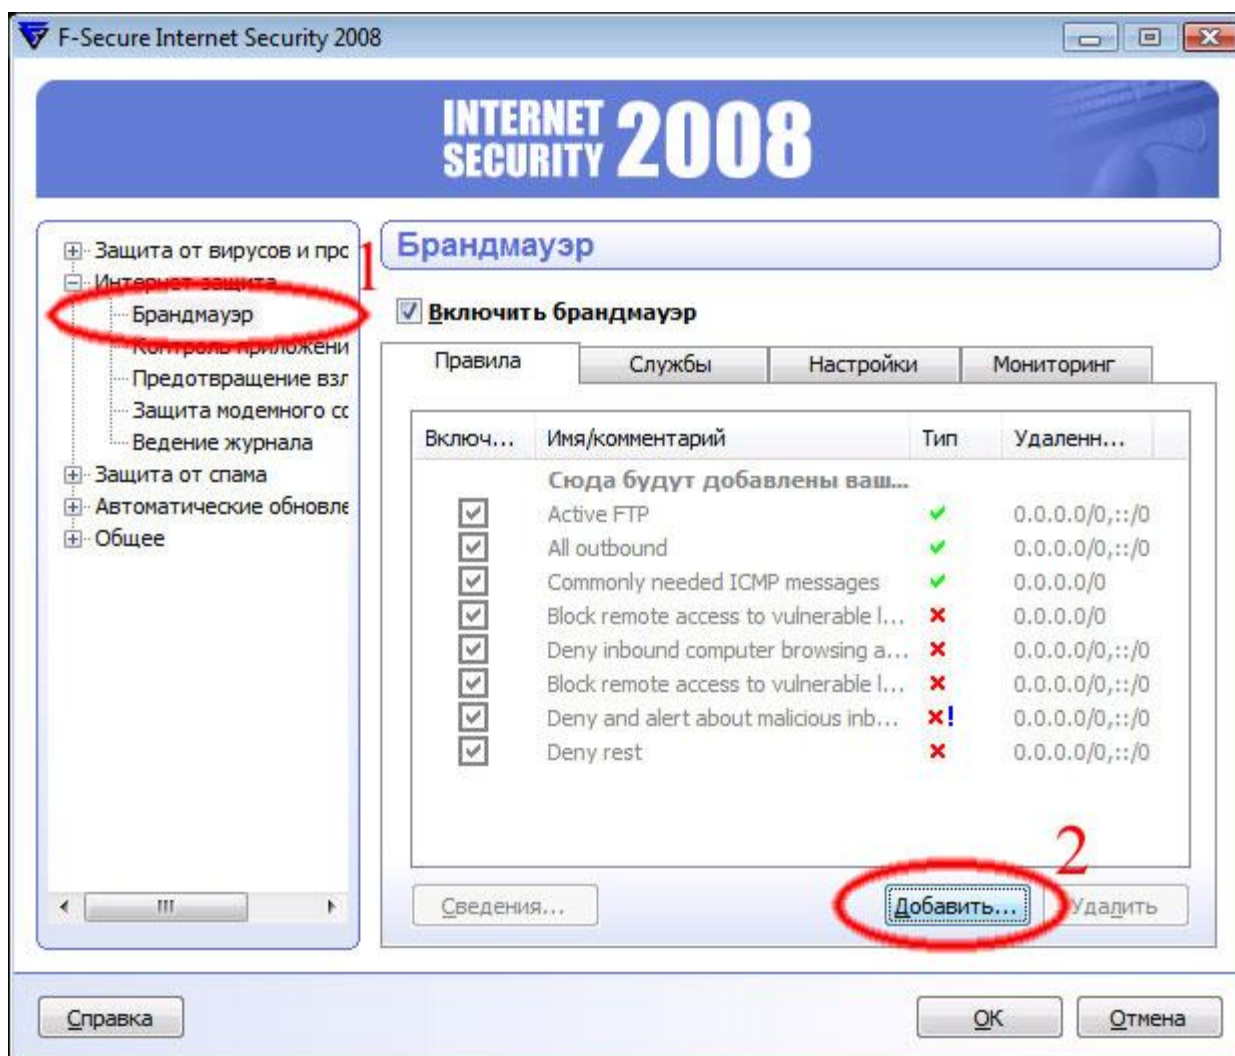 F-Secure Internet Security 2008
INTERNET
SECURITY 2008
Защита от вирусов и про
Интернет-защита
Брандмауэр
Контроль приложени
Предотвращение взл
Защита модемного сс
Ведение журнала
Защита от спама
Автоматические обновле
Общее
1
Брандмауэр
Включить брандмауэр
Правила Службы Настройки Мониторинг
Включ... Имя/комментарий Тип Удаленн...
Сюда будут добавлены ваш...
Active FTP 0.0.0.0/0,::/0
All outbound 0.0.0.0/0,::/0
Commonly needed ICMP messages 0.0.0.0/0
Block remote access to vulnerable l... 0.0.0.0/0
Deny inbound computer browsing a... 0.0.0.0/0,::/0
Block remote access to vulnerable l... 0.0.0.0/0,::/0
Deny and alert about malicious inb... ! 0.0.0.0/0,::/0
Deny rest 0.0.0.0/0,::/0
2
Сведения... Добавить... Удалить
Справка OK Отмена